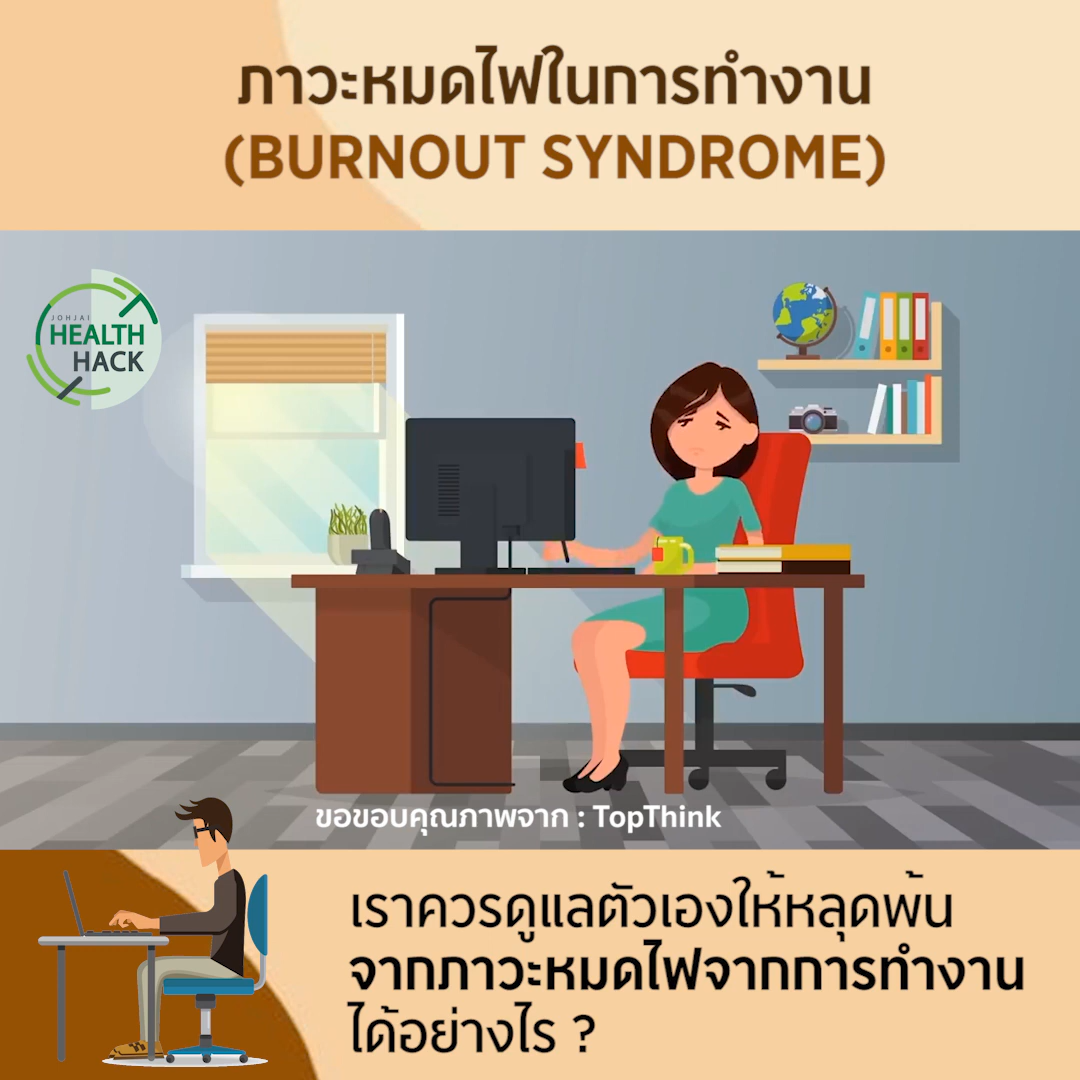 ภาวะหมดไฟในการทำงาน
(BURNOUT SYNDROME)
JOHJAI
HEALTH
HACK
ขอขอบคุณภาพจาก : TopThink
เราควรดูแลตัวเองให้หลุดพ้น
จากภาวะหมดไฟจากการทำงาน
ได้อย่างไร ?